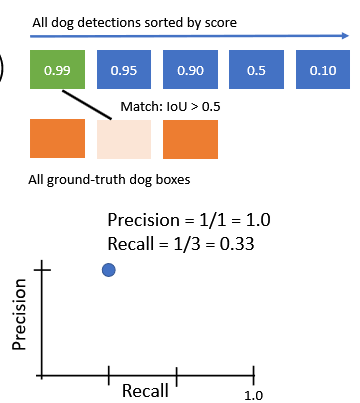 All dog detections sorted by score
0.99 0.95 0.90 0.5 0.10
Match: IoU > 0.5
All ground-truth dog boxes
Precision = 1/1 = 1.0
Recall = 1/3 = 0.33
Precision
Recall
1.0